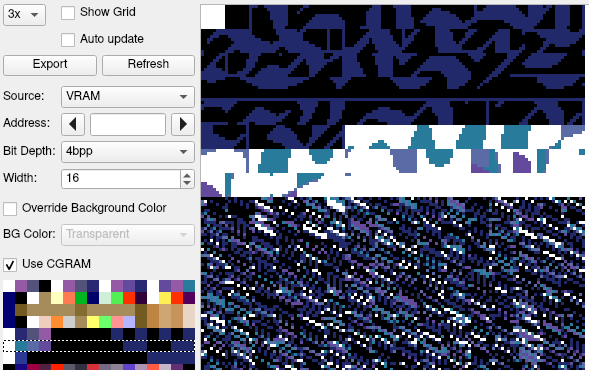 3x
Show Grid
Auto update
Export
Refresh
Source:
VRAM
Address:
Bit Depth:
4bpp
Width:
16
Override Background Color
BG Color:
Transparent
Use CGRAM